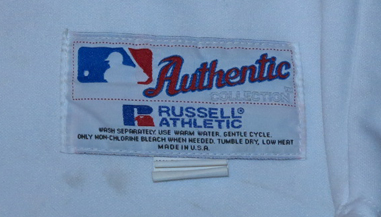 Authentic
COLLECTION
RUSSELL®
ATHLETIC
WASH SEPARATELY. USE WARM WATER. GENTLE CYCLE.
ONLY NON-CHLORINE BLEACH WHEN NEEDED. TUMBLE DRY, LOW HEAT
MADE IN U.S.A.